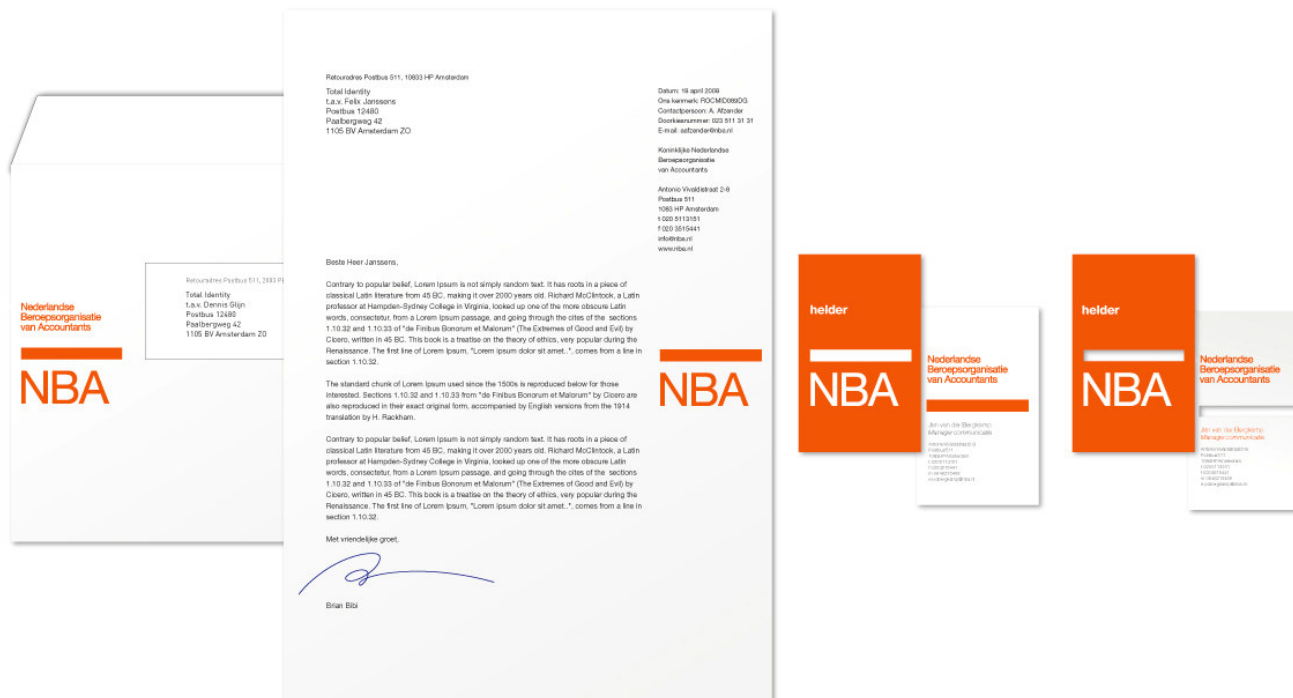 Nederlandse
Beroepsorganisatie
van Accountants
NBA
Total Identity
t.a.v. Dennis Glijn
Postbus 12480
Paalbergweg 42
1105 BV Amsterdam ZO
Retouradres Postbus 511, 10833 HP Amsterdam
Total Identity
t.a.v. Felix Janssens
Postbus 12480
Paalbergweg 42
1105 BV Amsterdam ZO
Datum: 16 april 2008
Ons kenmerk:
Contactpersoon: A. Afzander
Doorkiesnummer: 023 511 31 31
E-mail: aafzander@nba.nl
Koninklijke Nederlandse
Beroepsorganisatie
van Accountants
Antonio Vivaldistraat 2-8
Postbus 511
1083 HP Amsterdam
t 020 5113151
f 020 3515441
info@nba.nl
www.nba.nl
Beste Heer Janssens,
Contrary to popular belief, Lorem Ipsum is not simply random text. It has roots in a piece of
classical Latin literature from 45 BC, making it over 2000 years old. Richard McClintock, a Latin
professor at Hampden-Sydney College in Virginia, looked up one of the more obscure Latin
words, consectetur, from a Lorem Ipsum passage, and going through the cites of the sections
1.10.32 and 1.10.33 of "de Finibus Bonorum et Malorum" (The Extremes of Good and Evil) by
Cicero, written in 45 BC. This book is a treatise on the theory of ethics, very popular during the
Renaissance. The first line of Lorem Ipsum, "Lorem ipsum dolor sit amet..", comes from a line in
section 1.10.32.
The standard chunk of Lorem Ipsum used since the 1500s is reproduced below for those
interested. Sections 1.10.32 and 1.10.33 from "de Finibus Bonorum et Malorum" by Cicero are
also reproduced in their exact original form, accompanied by English versions from the 1914
translation by H. Rackham.
Contrary to popular belief, Lorem Ipsum is not simply random text. It has roots in a piece of
classical Latin literature from 45 BC, making it over 2000 years old. Richard McClintock, a Latin
professor at Hampden-Sydney College in Virginia, looked up one of the more obscure Latin
words, consectetur, from a Lorem Ipsum passage, and going through the cites of the sections
1.10.32 and 1.10.33 of "de Finibus Bonorum et Malorum" (The Extremes of Good and Evil) by
Cicero, written in 45 BC. This book is a treatise on the theory of ethics, very popular during the
Renaissance. The first line of Lorem Ipsum, "Lorem ipsum dolor sit amet..", comes from a line in
section 1.10.32.
Met vriendelijke groet,
Brian Bibi
NBA
helder
NBA
Nederlandse
Beroepsorganisatie
van Accountants
Jan van der Bergkamp
Manager communicatie
helder
NBA
Nederlandse
Beroepsorganisatie
van Accountants
Jan van der Bergkamp
Manager communicatie